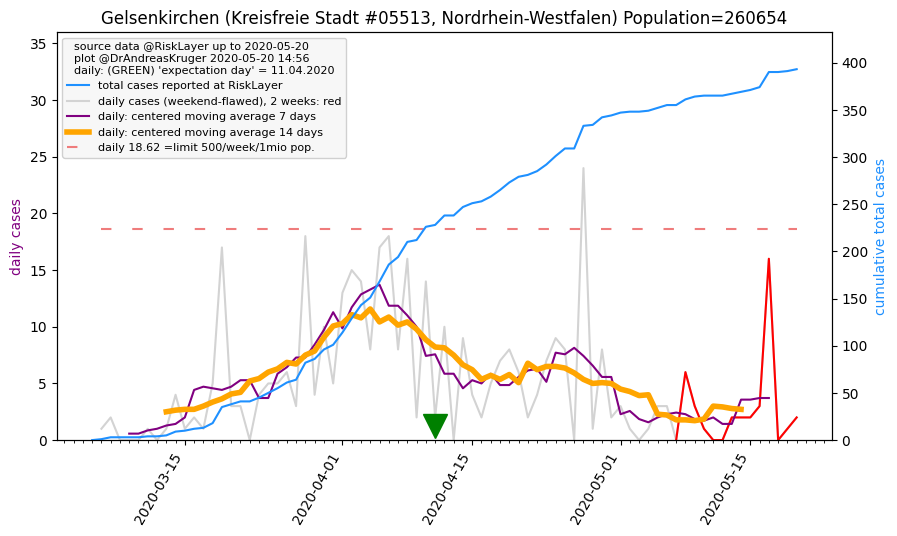 Gelsenkirchen (Kreisfreie Stadt #05513, Nordrhein-Westfalen) Population=260654
source data @RiskLayer up to 2020-05-20
plot @DrAndreasKruger 2020-05-20 14:56
daily: (GREEN) 'expectation day' = 11.04.2020
total cases reported at RiskLayer
daily cases (weekend-flawed), 2 weeks: red
daily: centered moving average 7 days
daily: centered moving average 14 days
daily 18.62 =limit 500/week/1mio pop.
daily cases
35
30
25
20
15
10
5
0
cumulative total cases
400
350
300
250
200
150
100
50
0
2020-03-15
2020-04-01
2020-04-15
2020-05-01
2020-05-15